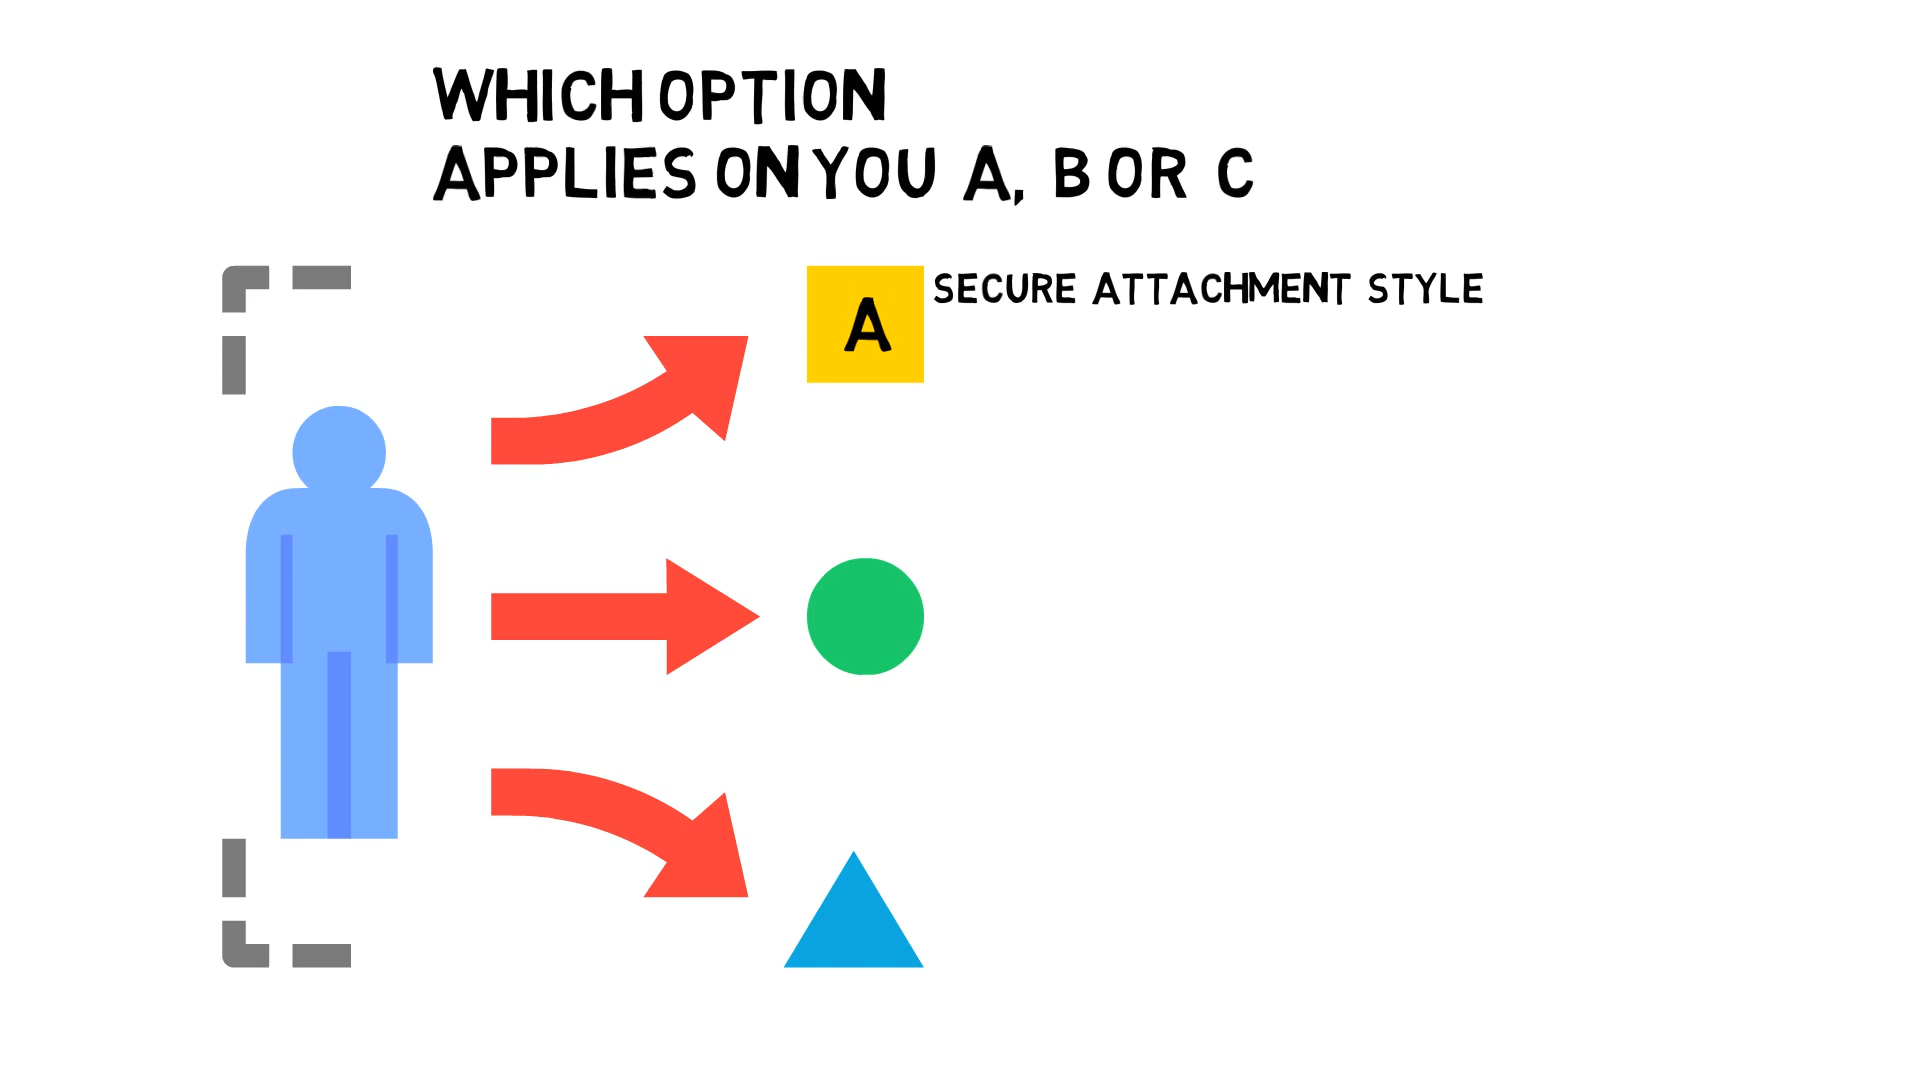 WHICH OPTION
APPLIES ON YOU A, B OR C
A
SECURE ATTACHMENT STYLE